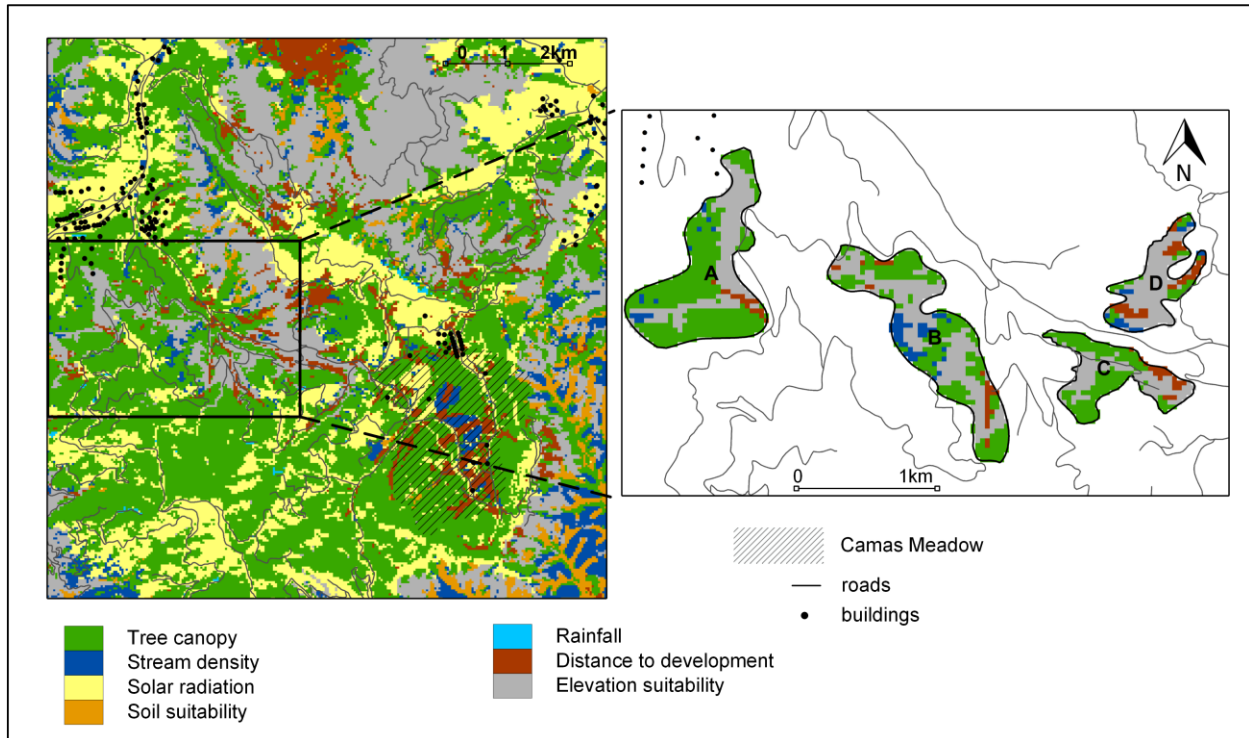 0 1 2km
N
A
B
C
D
0 1km
Camas Meadow
roads
buildings
Tree canopy
Stream density
Solar radiation
Soil suitability
Rainfall
Distance to development
Elevation suitability